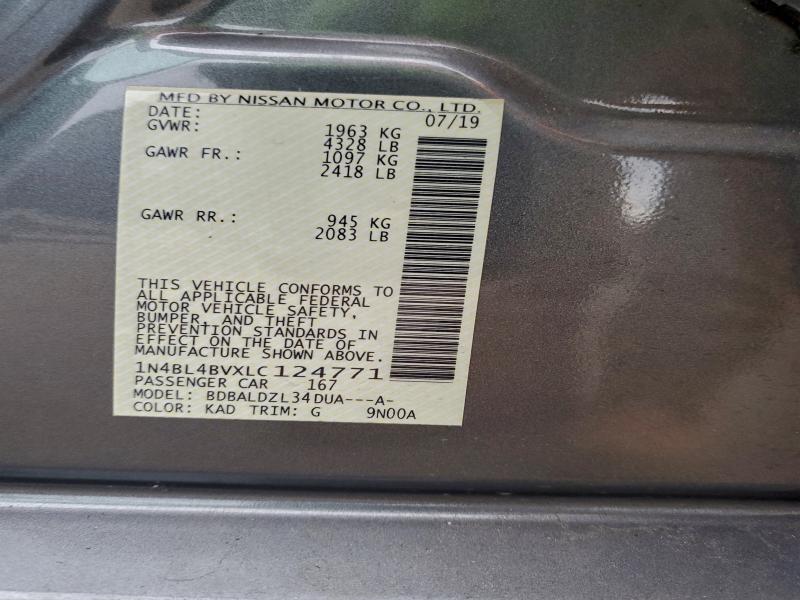 MFD BY NISSAN MOTOR CO., LTD.
DATE: 07/19
GVWR: 1963 KG
4328 LB
GAWR FR.: 1097 KG
2418 LB
GAWR RR.: 945 KG
2083 LB
THIS VEHICLE CONFORMS TO
ALL APPLICABLE FEDERAL
MOTOR VEHICLE SAFETY,
BUMPER, AND THEFT
PREVENTION STANDARDS IN
EFFECT ON THE DATE OF
MANUFACTURE SHOWN ABOVE.
1N4BL4BVXLC124771
PASSENGER CAR 167
MODEL: BDBALDZL34DUA---A-
COLOR: KAD TRIM: G 9N00A